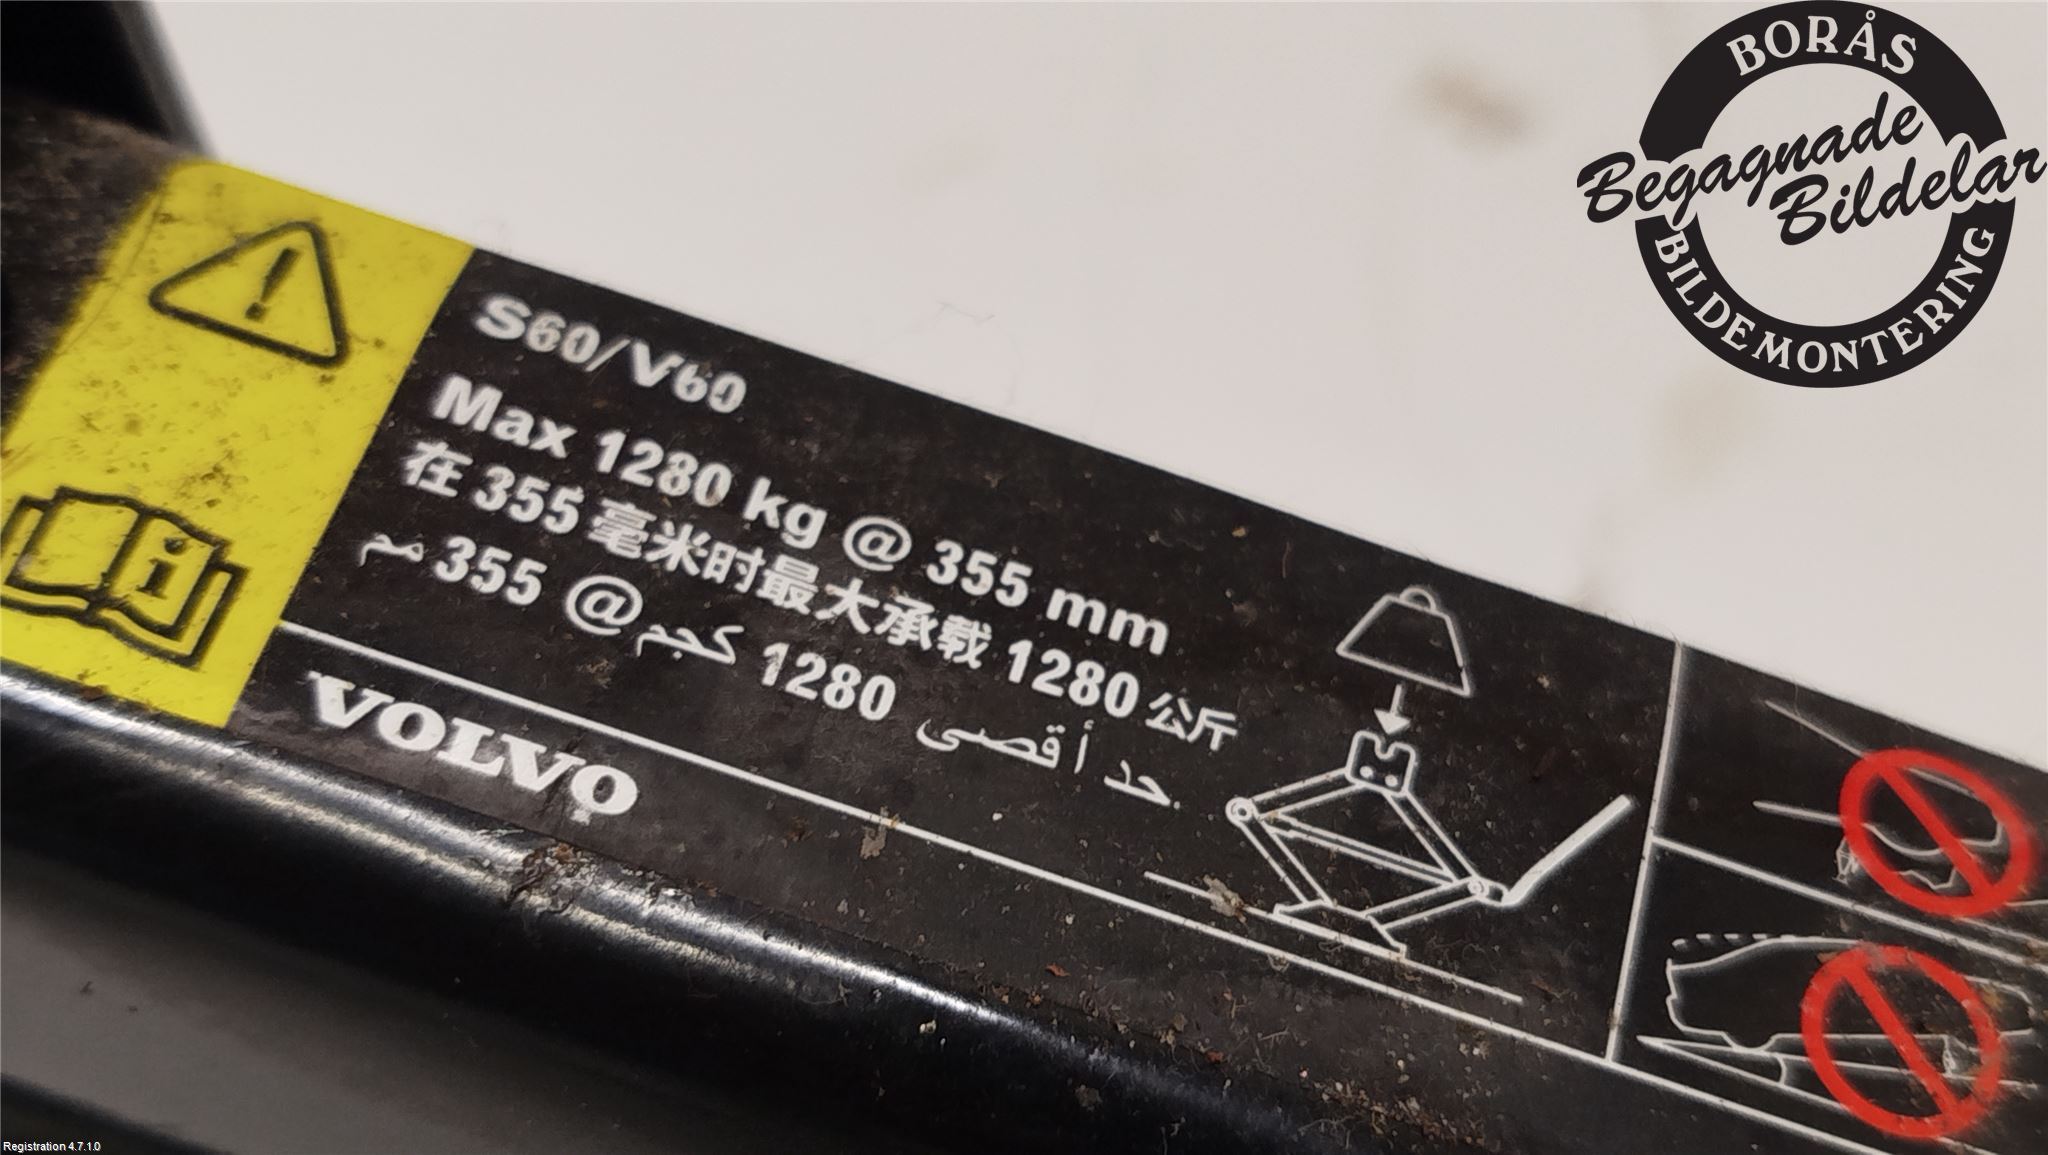 BORÅS
Begagnade
Bildelar
BILDEMONTERING
S60/V60
Max 1280 kg @ 355 mm
在 355 毫米时最大承载 1280 公斤
حد أقصى 1280 كجم@ 355 مم
VOLVO
Registration 4.7.1.0